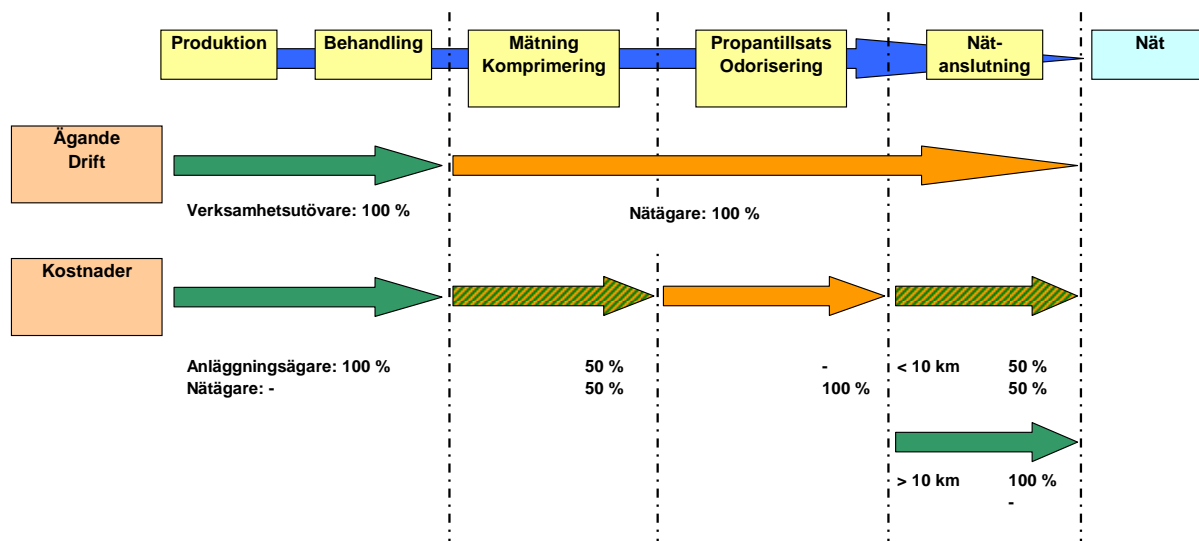 Produktion
Behandling
Mätning
Komprimering
Propantillsats
Odorisering
Nät-
anslutning
Nät
Ägande
Drift
Verksamhetsutövare: 100 %
Nätägare: 100 %
Kostnader
Anläggningsägare: 100 % 50 % - < 10 km 50 %
Nätägare: - 50 % 100 % 50 %
> 10 km 100 %
-